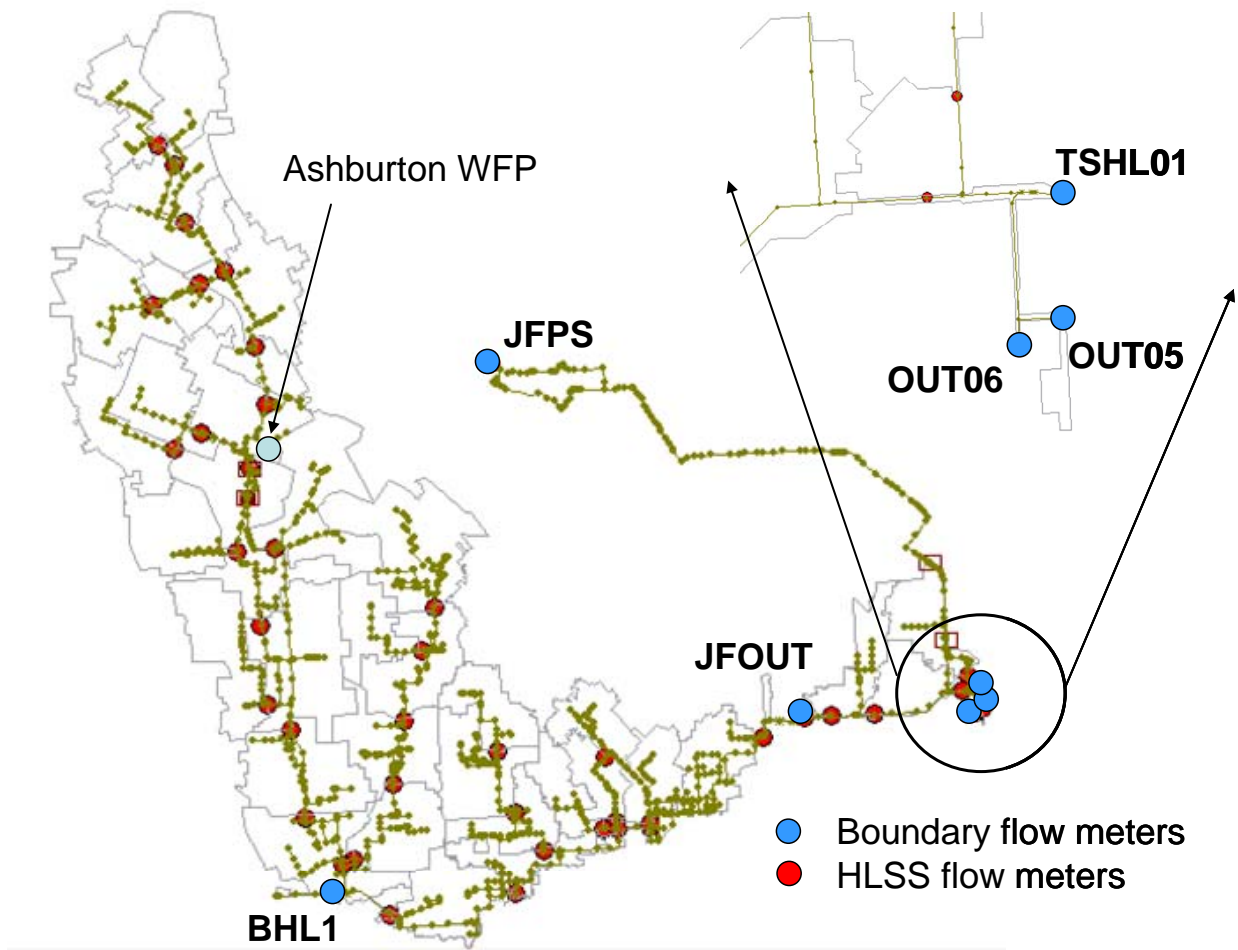 Ashburton WFP
TSHL01
JFPS
OUT05
OUT06
JFOUT
Boundary flow meters
HLSS flow meters
BHL1